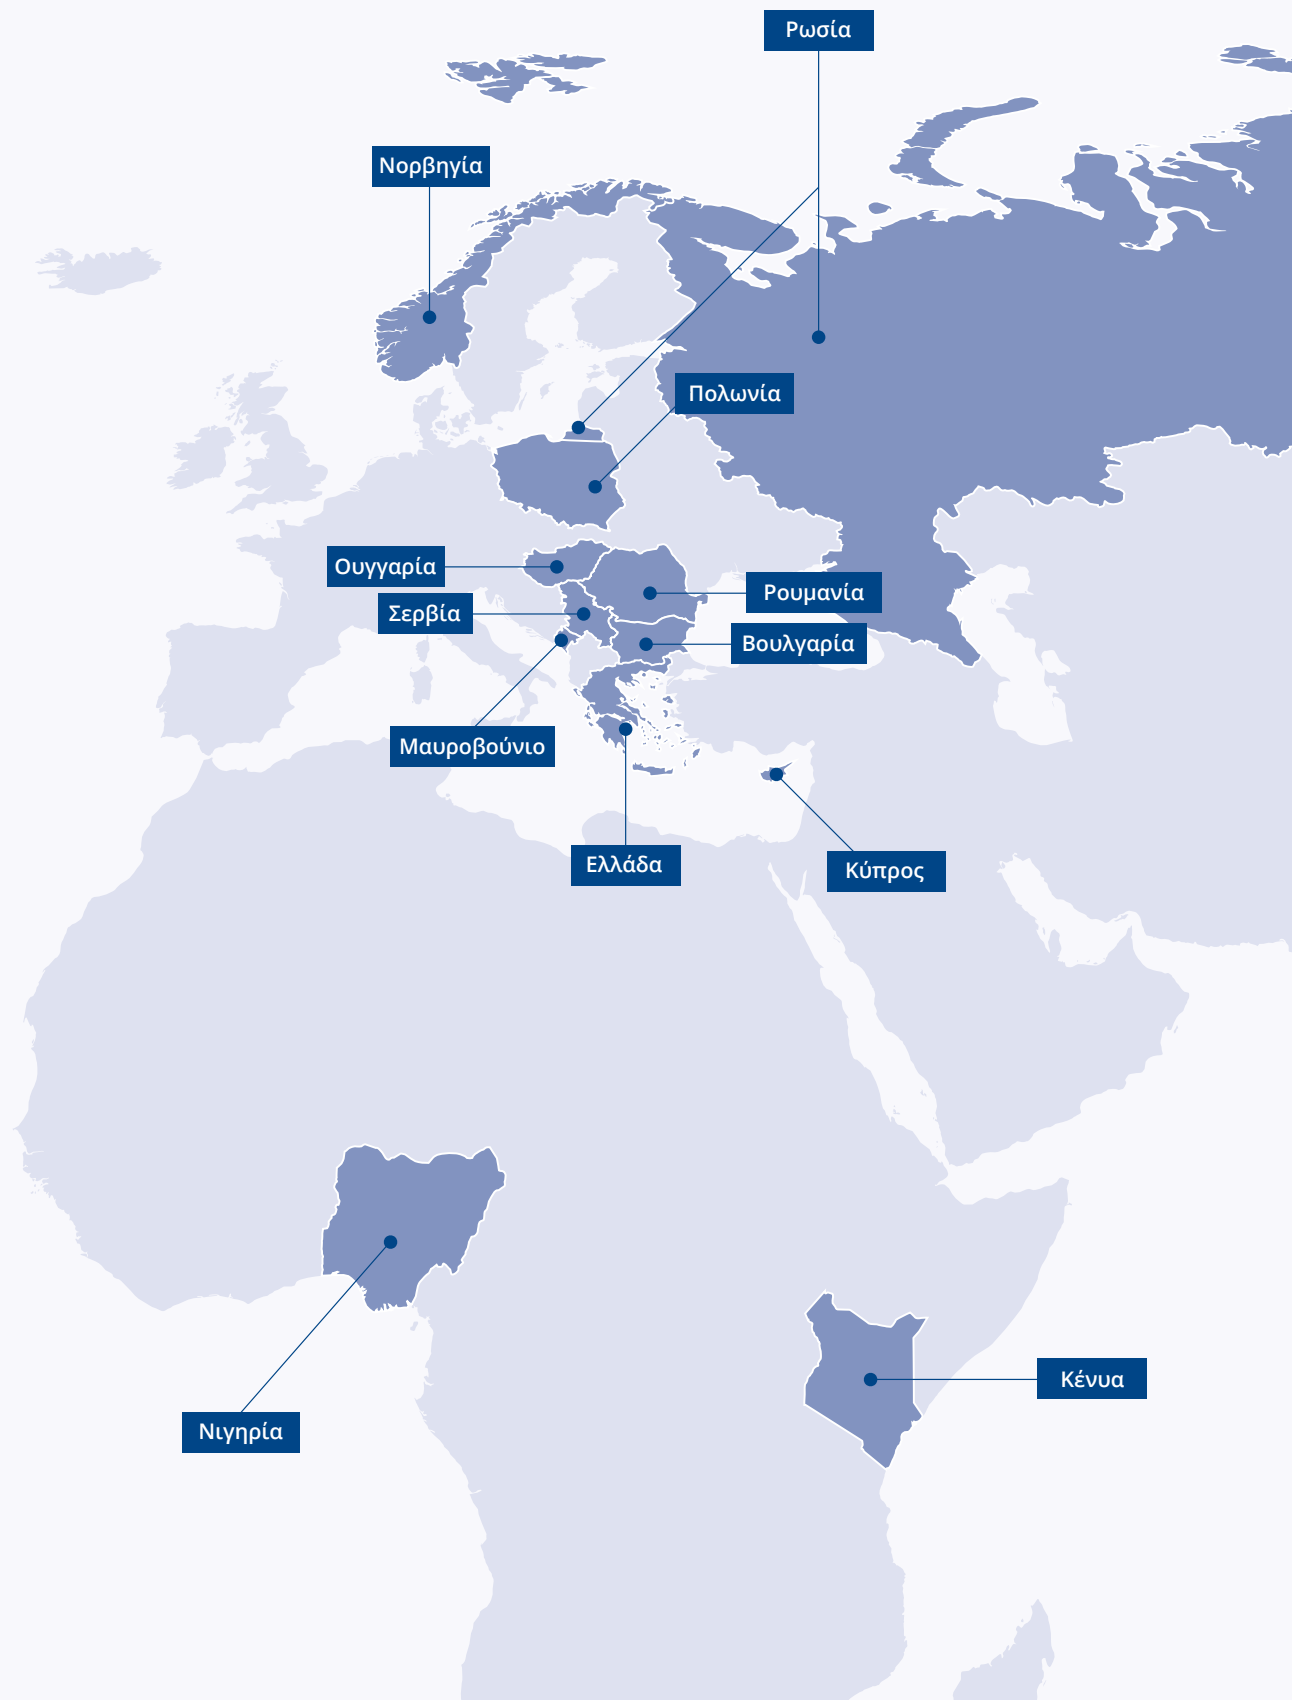 Ρωσία
Νορβηγία
Πολωνία
Ουγγαρία
Ρουμανία
Σερβία
Βουλγαρία
Μαυροβούνιο
Ελλάδα
Κύπρος
Κένυα
Νιγηρία